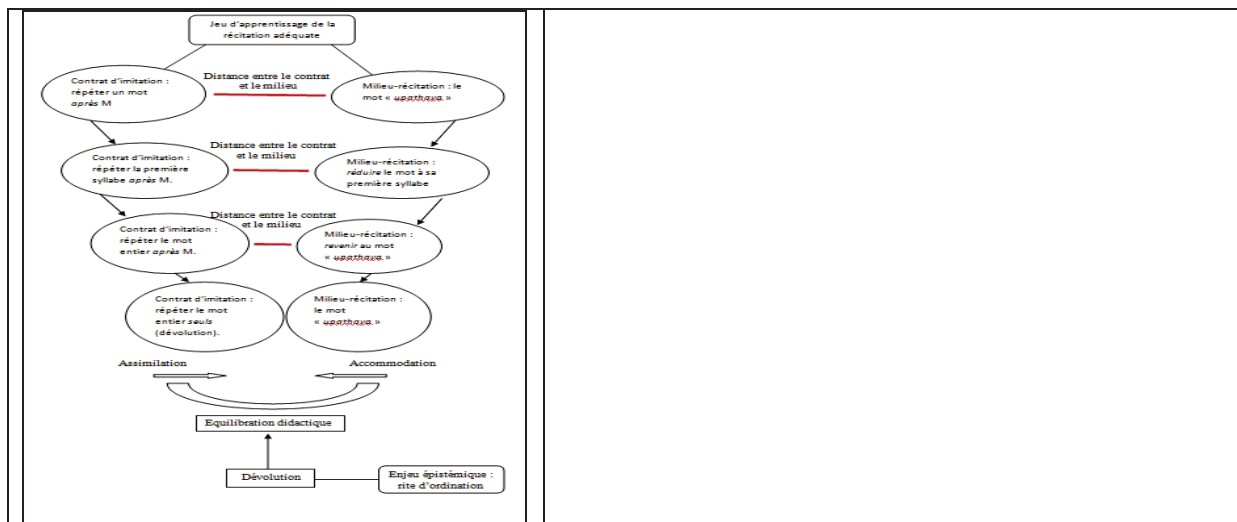 Jeu d’apprentissage de la
récitation adéquate
Contrat d’imitation :
répéter un mot
après M
Distance entre le contrat
et le milieu
Milieu-récitation : le
mot « upathaya. »
Contrat d’imitation :
répéter la première
syllabe après M.
Distance entre le contrat
et le milieu
Milieu-récitation :
réduire le mot à sa
première syllabe
Contrat d’imitation :
répéter le mot
entier après M.
Distance entre le contrat
et le milieu
Milieu-récitation :
revenir au mot
« upathaya. »
Contrat d’imitation :
répéter le mot
entier seuls
(dévolution).
Milieu-récitation :
le mot
« upathaya. »
Assimilation
Accommodation
Equilibration didactique
Dévolution
Enjeu épistémique :
rite d’ordination